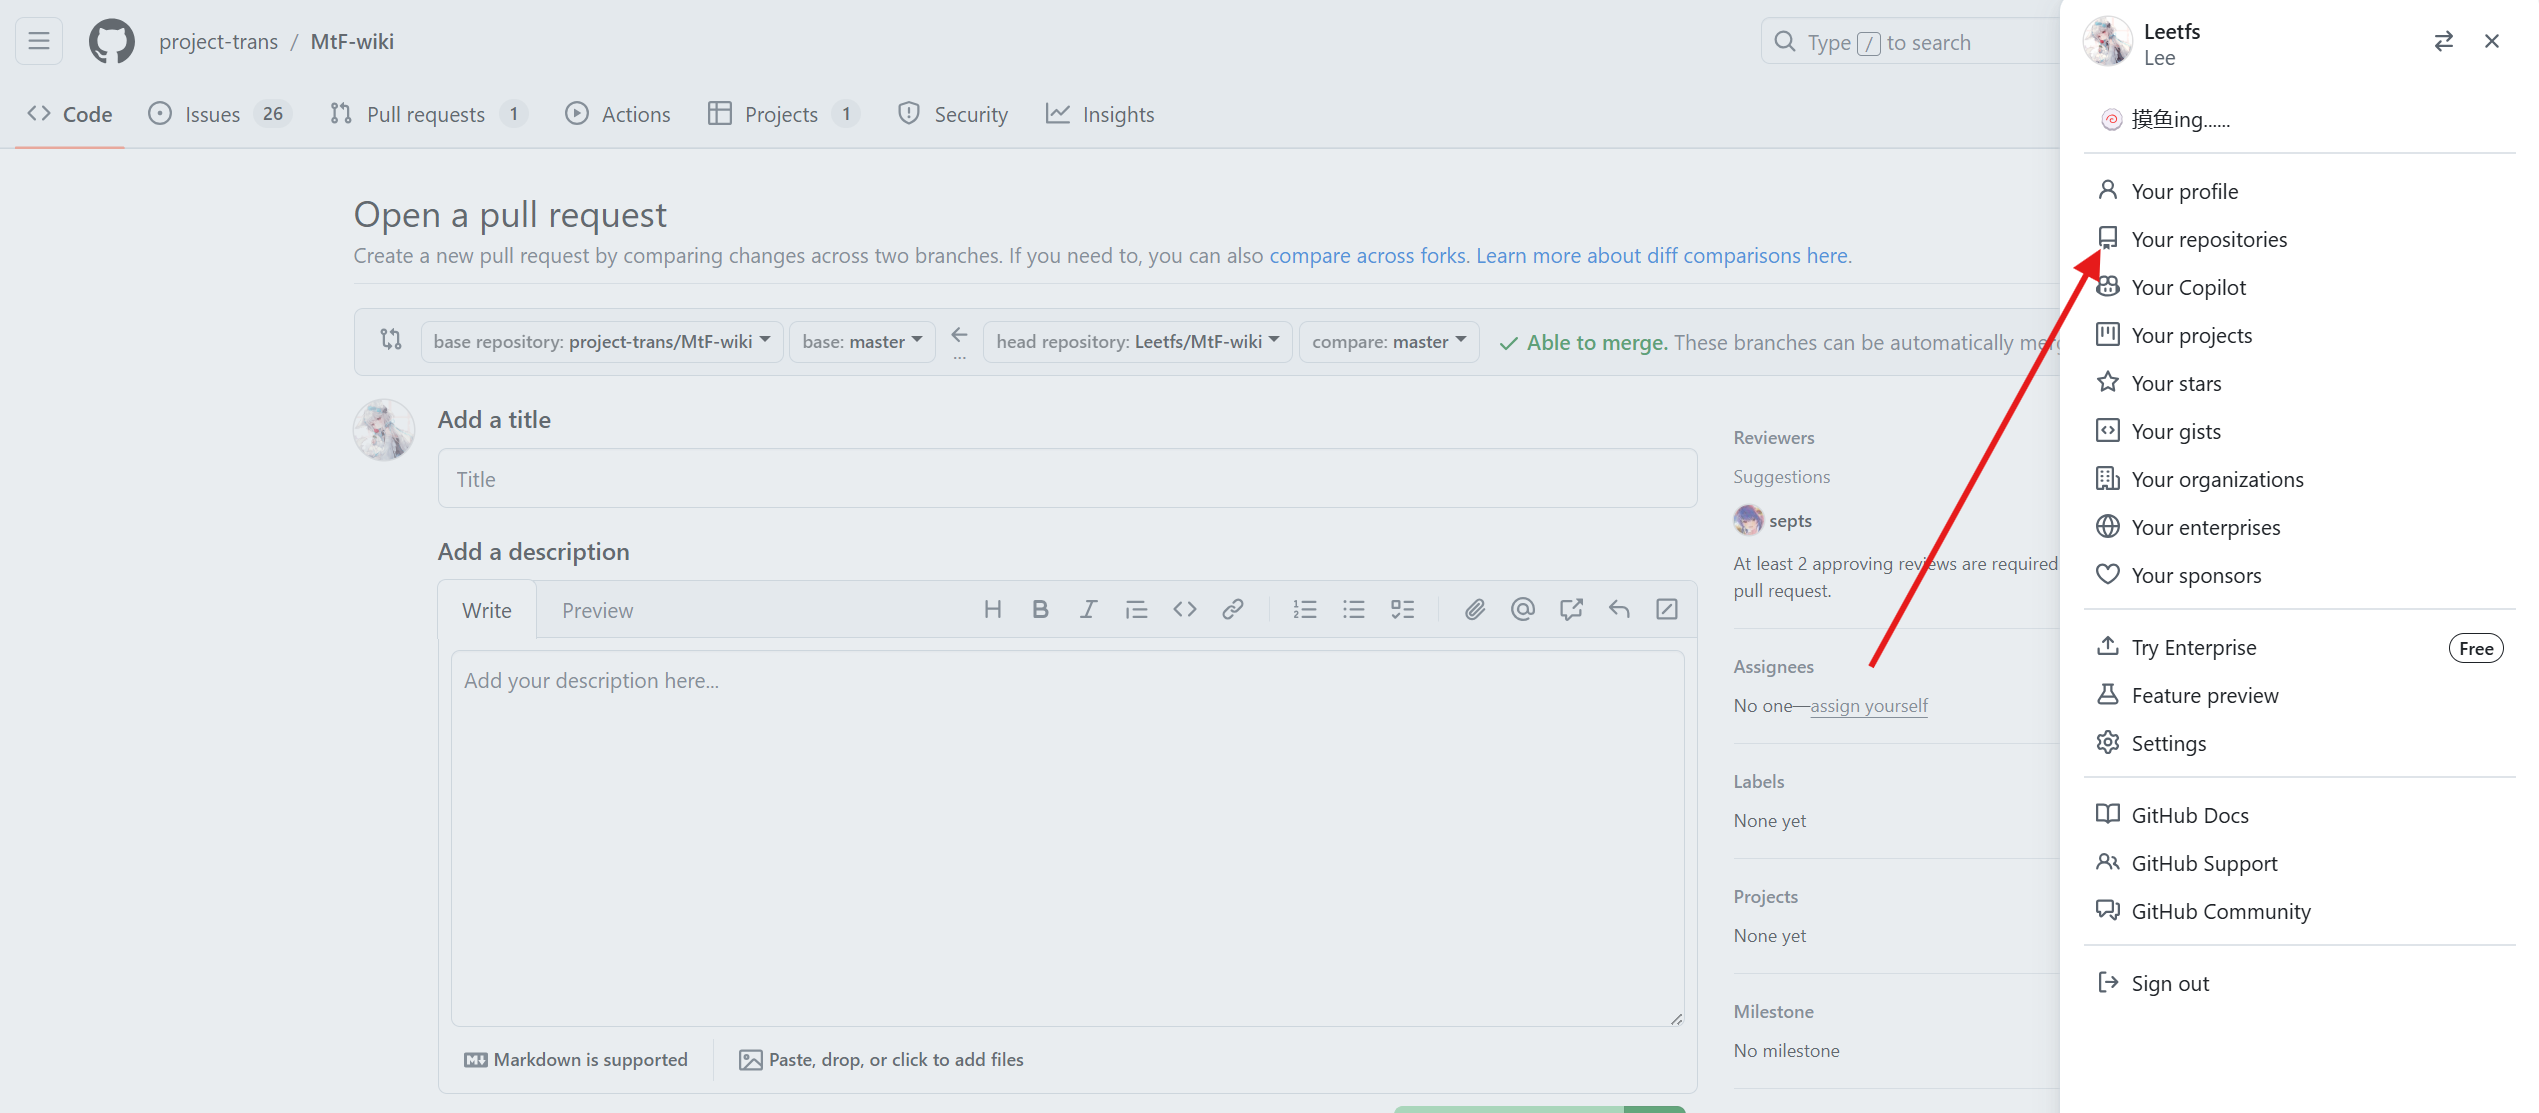 project-trans / MtF-wiki
Type / to search
Code
Issues 26
Pull requests 1
Actions
Projects 1
Security
Insights
Open a pull request
Create a new pull request by comparing changes across two branches. If you need to, you can also compare across forks. Learn more about diff comparisons here.
base repository: project-trans/MtF-wiki
base: master
...
head repository: Leetfs/MtF-wiki
compare: master
Able to merge. These branches can be automatically merg
Add a title
Title
Add a description
Write
Preview
Add your description here...
Markdown is supported
Paste, drop, or click to add files
Reviewers
Suggestions
septs
At least 2 approving reviews are required
pull request.
Assignees
No one—assign yourself
Labels
None yet
Projects
None yet
Milestone
No milestone
Leetfs
Lee
摸鱼ing......
Your profile
Your repositories
Your Copilot
Your projects
Your stars
Your gists
Your organizations
Your enterprises
Your sponsors
Try Enterprise Free
Feature preview
Settings
GitHub Docs
GitHub Support
GitHub Community
Sign out